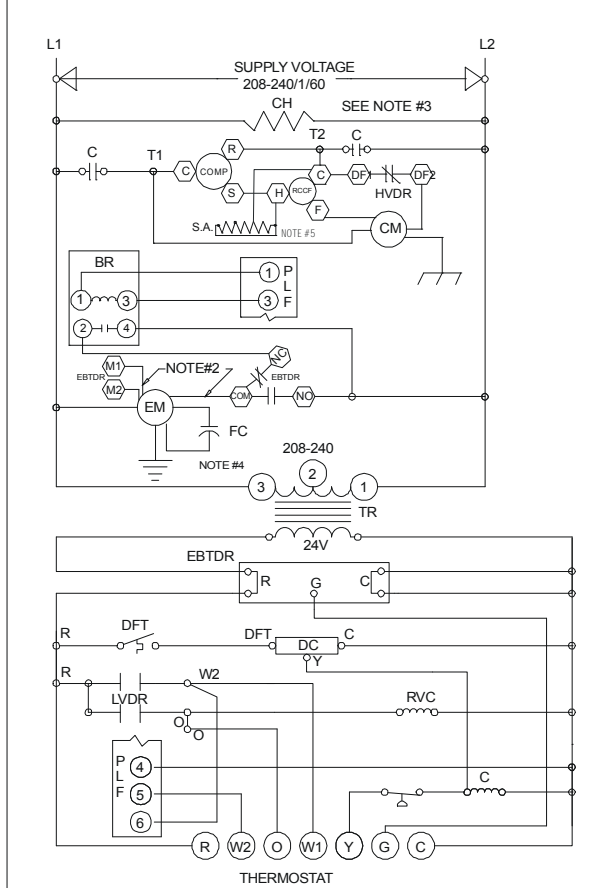 L1 L2
SUPPLY VOLTAGE
208-240/1/60
CH SEE NOTE #3
T2 C
C T1 R
C COMP C DF1 DF2
S H RCCF HVDR
F
S.A. NOTE #5 CM
BR
1 P
1 3 L
3 F
2 4
NC
M1 NOTE#2
EBTDR EBTDR
M2 COM NO
EM
FC
NOTE #4
208-240
3 2 1
TR
24V
EBTDR
R G C
DFT
R DFT DC C
Y
R W2
LVDR RVC
O
O
P 4
L C
F 5
6
R W2 O W1 Y G C
THERMOSTAT